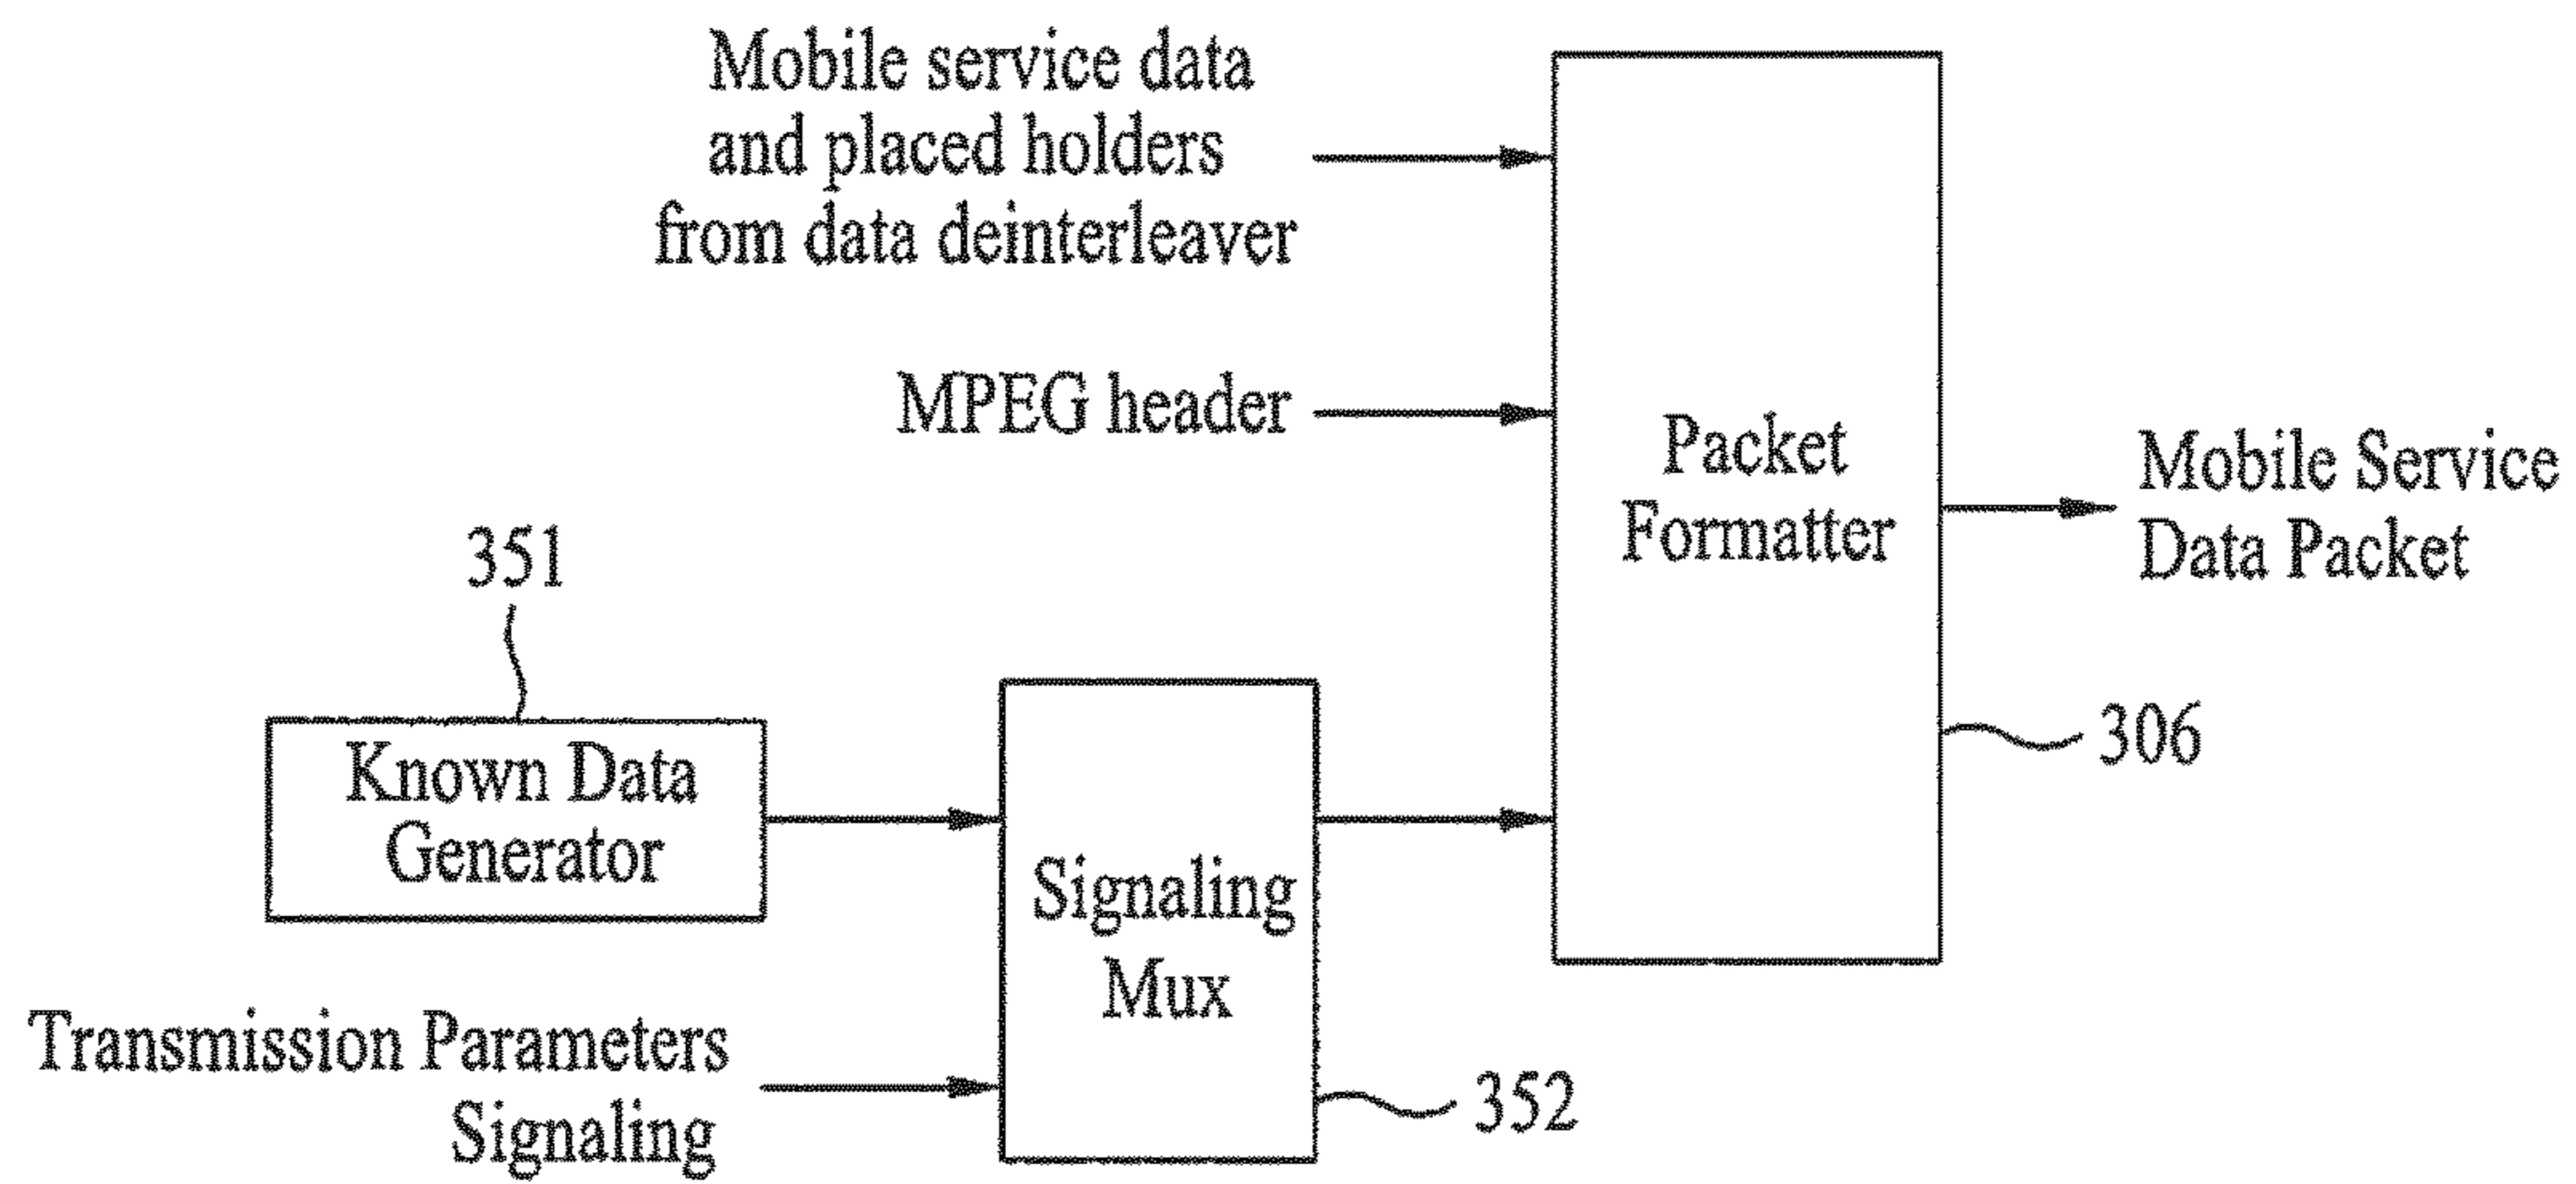 Mobile service data
and placed holders
from data deinterleaver
MPEG header
Packet
Formatter
Mobile Service
Data Packet
351
306
Known Data
Generator
Signaling
Mux
Transmission Parameters
Signaling
352